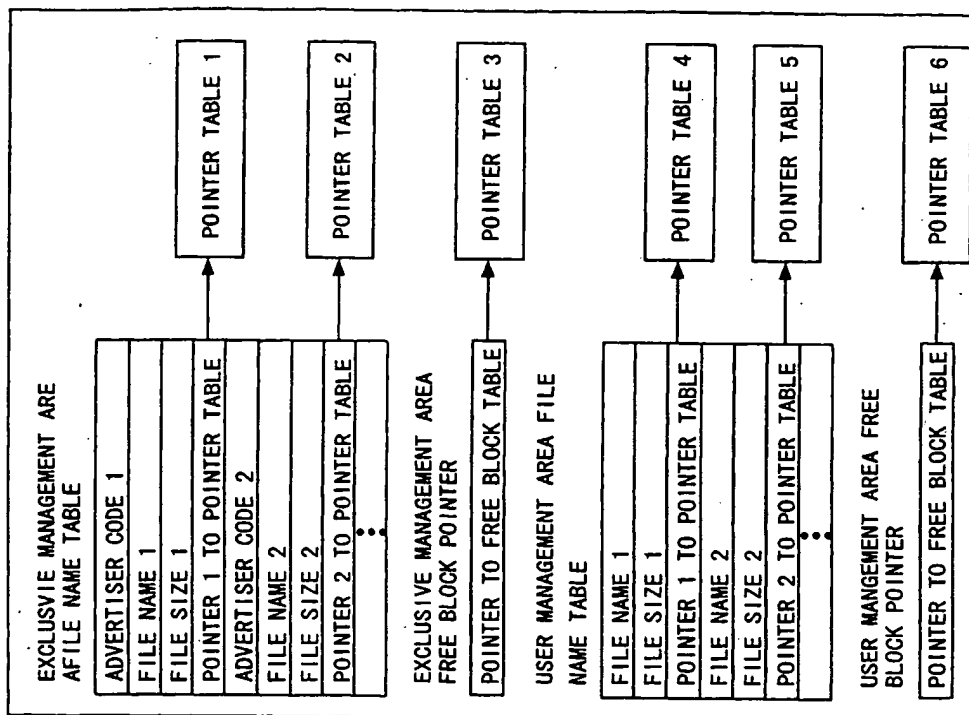 EXCLUSVIE MANAGEMENT ARE
AFILE NAME TABLE
ADVERTISER CODE 1
FILE NAME 1
FILE SIZE 1
POINTER 1 TO POINTER TABLE
POINTER TABLE 1
ADVERTISER CODE 2
FILE NAME 2
FILE SIZE 2
POINTER 2 TO POINTER TABLE
POINTER TABLE 2
EXCLUSIVE MANAGEMENT AREA
FREE BLOCK POINTER
POINTER TO FREE BLOCK TABLE
POINTER TABLE 3
USER MANAGEMENT AREA FILE
NAME TABLE
FILE NAME 1
FILE SIZE 1
POINTER 1 TO POINTER TABLE
POINTER TABLE 4
FILE NAME 2
FILE SIZE 2
POINTER 2 TO POINTER TABLE
POINTER TABLE 5
USER MANGEMENT AREA FREE
BLOCK POINTER
POINTER TO FREE BLOCK TABLE
POINTER TABLE 6